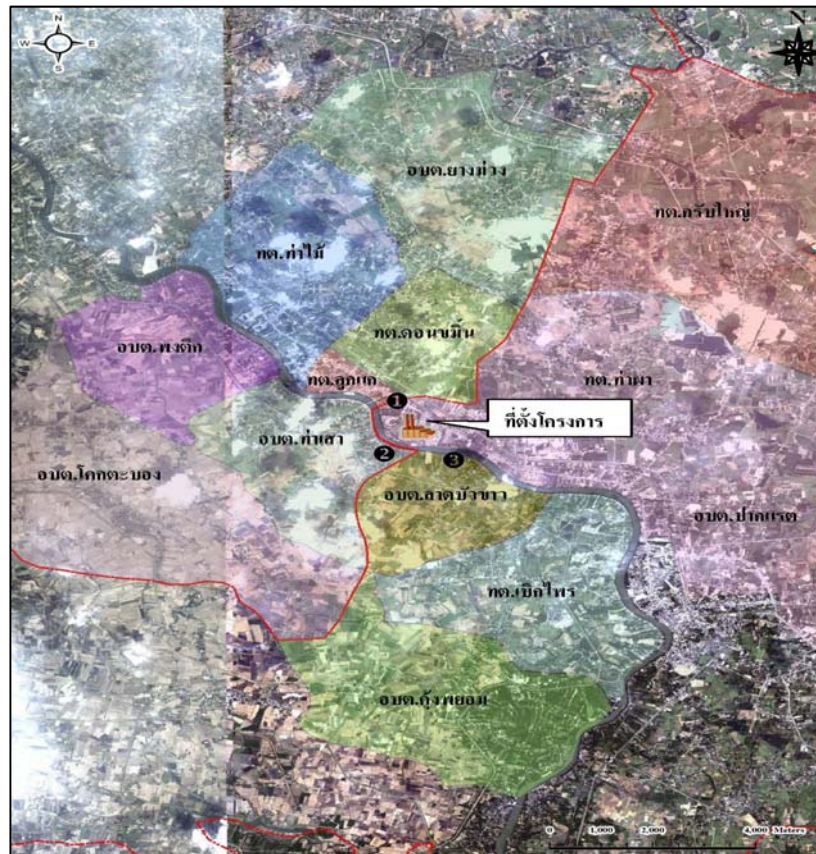 N
W E
S
N
อบต.ยางม่วง
ทต.กรับใหญ่
ทต.ท่าไม้
ทต.ดอนขมิ้น
อบต.พงตึก
ทต.ลูกแก
ทต.ท่าผา
1
ที่ตั้งโครงการ
อบต.ท่าเสา
2
3
อบต.โคกตะบอง
อบต.ลาดบัวขาว
อบต.ปากแรต
ทต.เบิกไพร
อบต.คุ้งพยอม
0 1,000 2,000 4,000 Meters